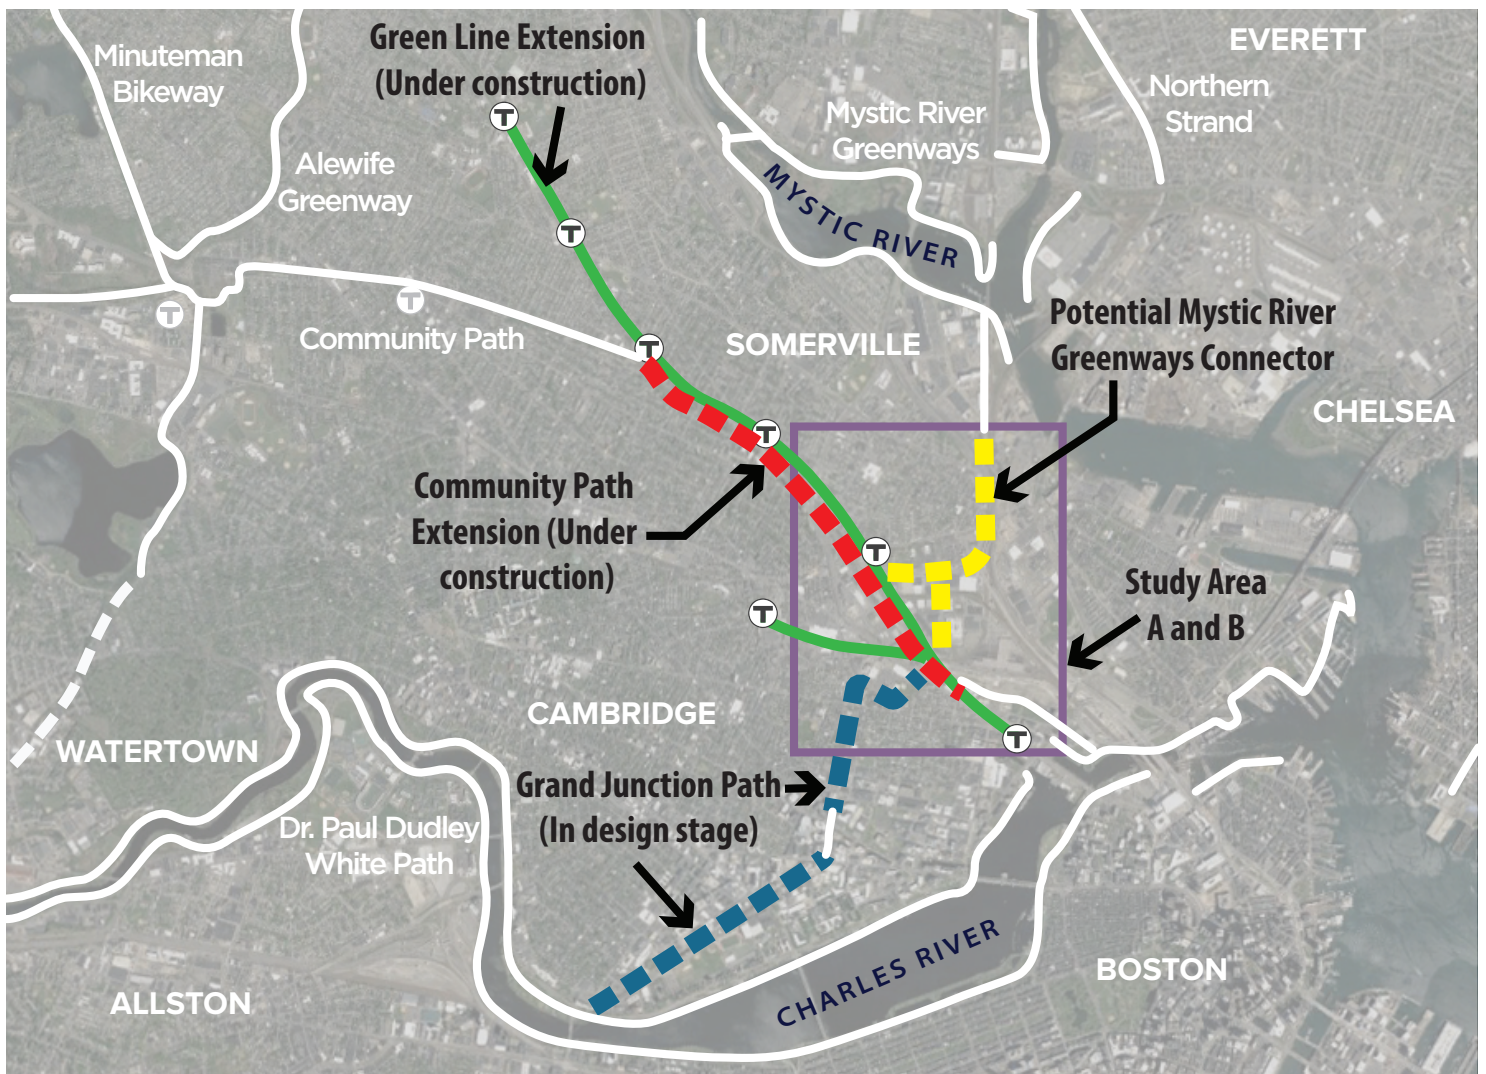 Green Line Extension
(Under construction)
EVERETT
Minuteman
Bikeway
Northern
Strand
Mystic River
Greenways
Alewife
Greenway
T
T
MYSTIC RIVER
T
T
Community Path
T
SOMERVILLE
Potential Mystic River
Greenways Connector
CHELSEA
T
Community Path
Extension (Under
construction)
T
Study Area
A and B
T
CAMBRIDGE
T
WATERTOWN
Grand Junction Path
(In design stage)
Dr. Paul Dudley
White Path
CHARLES RIVER
BOSTON
ALLSTON